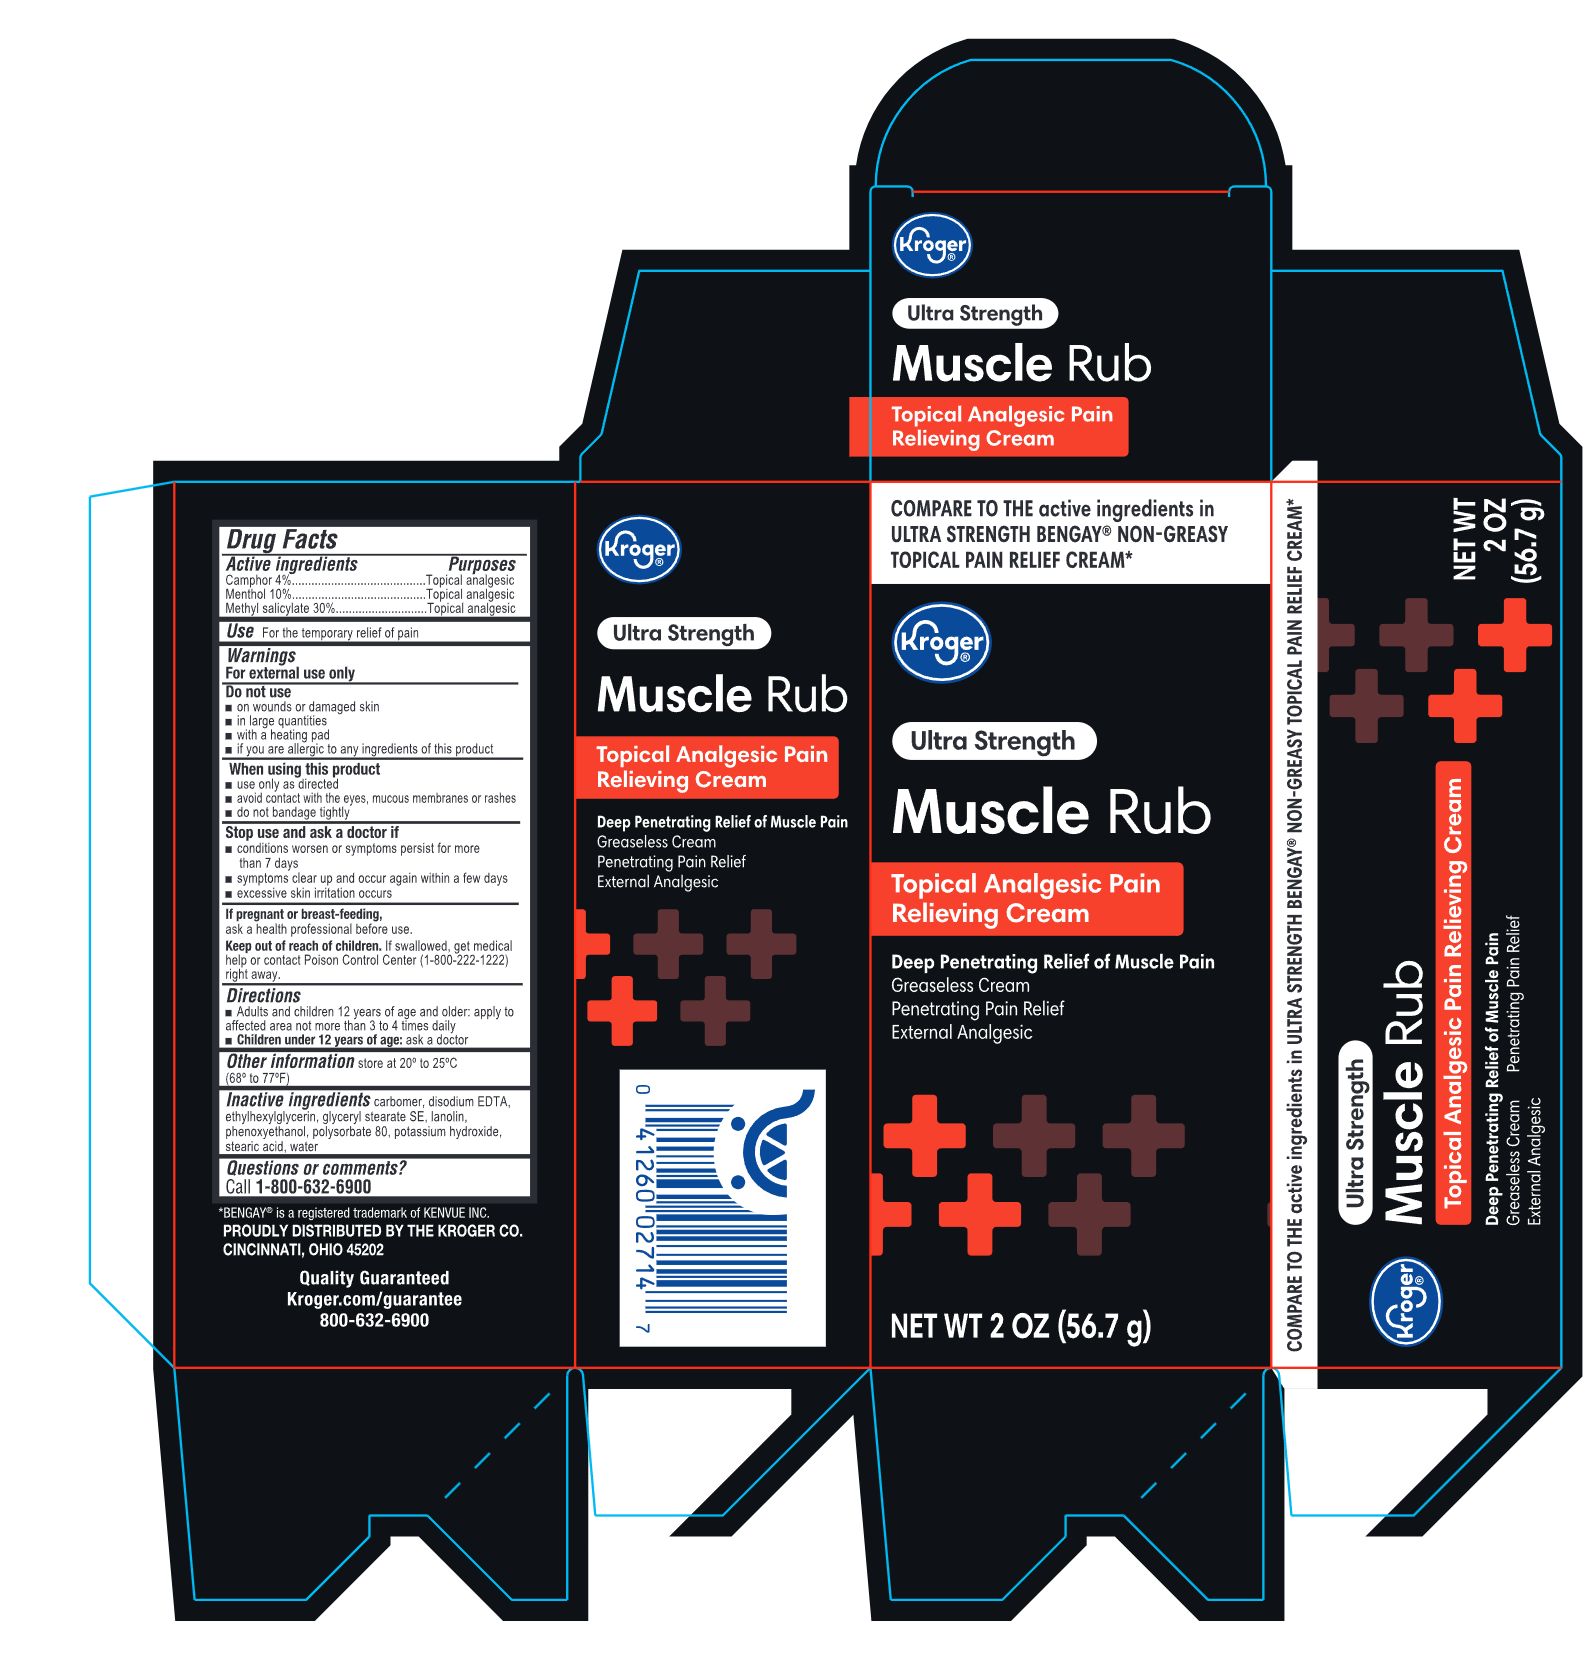 Kroger®
Ultra Strength
Muscle Rub
Topical Analgesic Pain
Relieving Cream
Drug Facts
Active ingredients Purposes
Camphor 4%.........................................Topical analgesic
Menthol 10%.........................................Topical analgesic
Methyl salicylate 30%............................Topical analgesic
Use For the temporary relief of pain
Warnings
For external use only
Do not use
■ on wounds or damaged skin
■ in large quantities
■ with a heating pad
■ if you are allergic to any ingredients of this product
When using this product
■ use only as directed
■ avoid contact with the eyes, mucous membranes or rashes
■ do not bandage tightly
Stop use and ask a doctor if
■ conditions worsen or symptoms persist for more
than 7 days
■ symptoms clear up and occur again within a few days
■ excessive skin irritation occurs
If pregnant or breast-feeding,
ask a health professional before use.
Keep out of reach of children. If swallowed, get medical
help or contact Poison Control Center (1-800-222-1222)
right away.
Directions
■ Adults and children 12 years of age and older: apply to
affected area not more than 3 to 4 times daily
■ Children under 12 years of age: ask a doctor
Other information store at 20º to 25ºC
(68º to 77ºF)
Inactive ingredients carbomer, disodium EDTA,
ethylhexylglycerin, glyceryl stearate SE, lanolin,
phenoxyethanol, polysorbate 80, potassium hydroxide,
stearic acid, water
Questions or comments?
Call 1-800-632-6900
*BENGAY® is a registered trademark of KENVUE INC.
PROUDLY DISTRIBUTED BY THE KROGER CO.
CINCINNATI, OHIO 45202
Quality Guaranteed
Kroger.com/guarantee
800-632-6900
Kroger®
Ultra Strength
Muscle Rub
Topical Analgesic Pain
Relieving Cream
Deep Penetrating Relief of Muscle Pain
Greaseless Cream
Penetrating Pain Relief
External Analgesic
0 41260 02714 7
COMPARE TO THE active ingredients in
ULTRA STRENGTH BENGAY® NON-GREASY
TOPICAL PAIN RELIEF CREAM*
Kroger®
Ultra Strength
Muscle Rub
Topical Analgesic Pain
Relieving Cream
Deep Penetrating Relief of Muscle Pain
Greaseless Cream
Penetrating Pain Relief
External Analgesic
NET WT 2 OZ (56.7 g)
COMPARE TO THE active ingredients in ULTRA STRENGTH BENGAY® NON-GREASY TOPICAL PAIN RELIEF CREAM*
Kroger®
Ultra Strength
Muscle Rub
Topical Analgesic Pain Relieving Cream
Deep Penetrating Relief of Muscle Pain
Greaseless Cream Penetrating Pain Relief
External Analgesic
NET WT
2 OZ
(56.7 g)